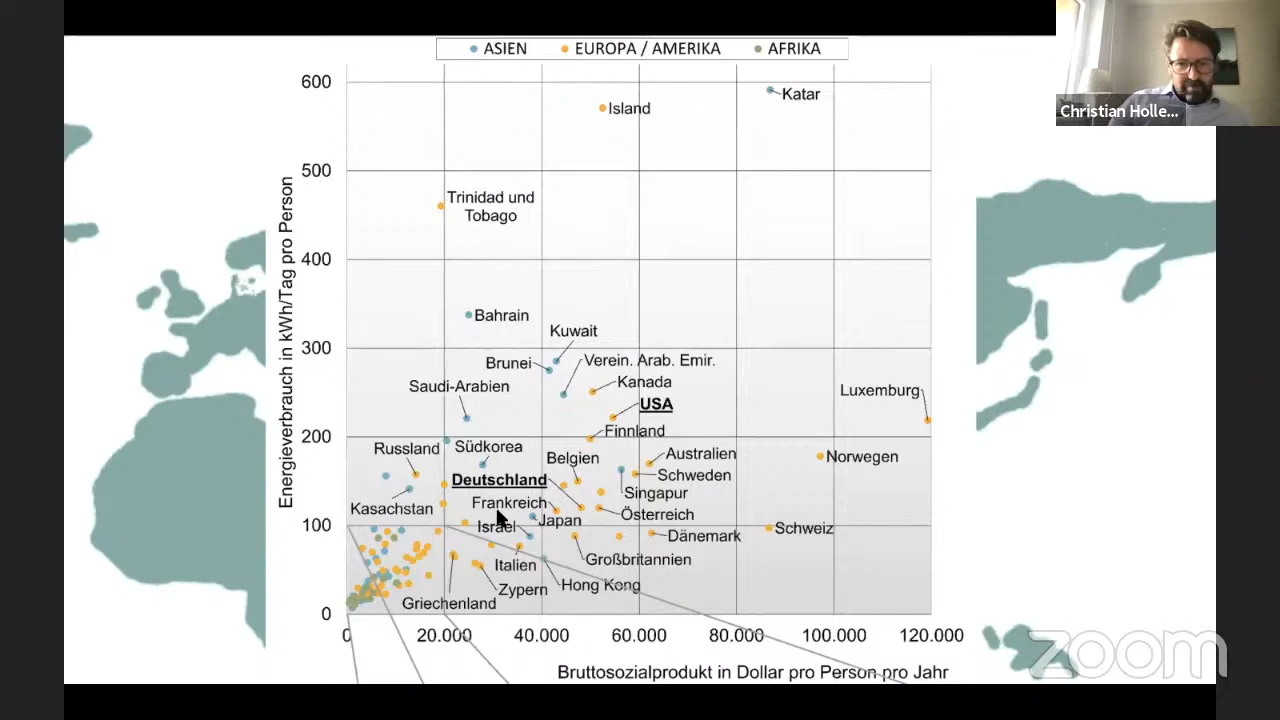 ASIEN EUROPA / AMERIKA AFRIKA
Christian Holle...
Energieverbrauch in kWh/Tag pro Person
600
500
400
300
200
100
0
Katar
Island
Trinidad und
Tobago
Bahrain
Kuwait
Brunei
Verein. Arab. Emir.
Saudi-Arabien
Kanada
Luxemburg
USA
Finnland
Russland
Südkorea
Belgien
Australien
Norwegen
Deutschland
Schweden
Singapur
Kasachstan
Frankreich
Österreich
Israel
Japan
Schweiz
Dänemark
Großbritannien
Italien
Hong Kong
Zypern
Griechenland
0 20.000 40.000 60.000 80.000 100.000 120.000
Bruttosozialprodukt in Dollar pro Person pro Jahr
zoom